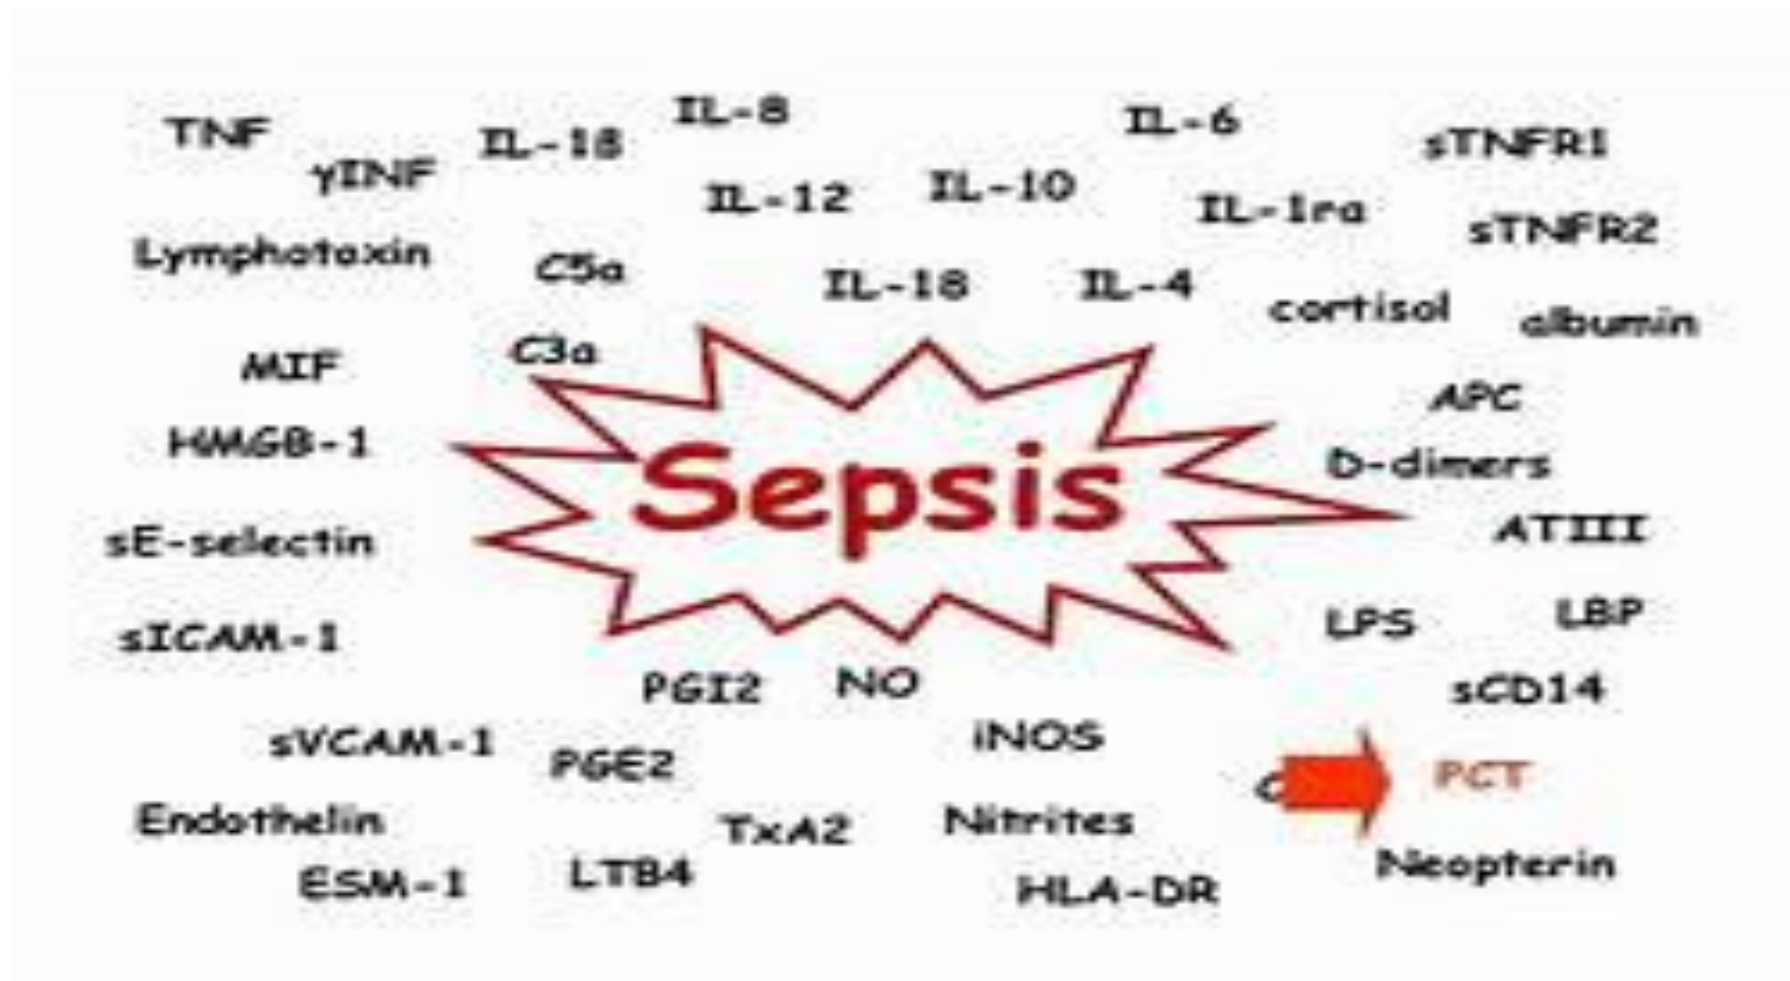 IL-8
IL-6
TNF
IL-18
sTNFR1
γINF
IL-12
IL-10
IL-1ra
sTNFR2
Lymphotoxin
C5a
IL-18
IL-4
cortisol
albumin
MIF
C3a
APC
HMGB-1
D-dimers
Sepsis
sE-selectin
ATIII
LPS
LBP
sICAM-1
PGI2
NO
sCD14
sVCAM-1
PGE2
iNOS
PCT
Endothelin
TxA2
Nitrites
Neopterin
ESM-1
LTB4
HLA-DR